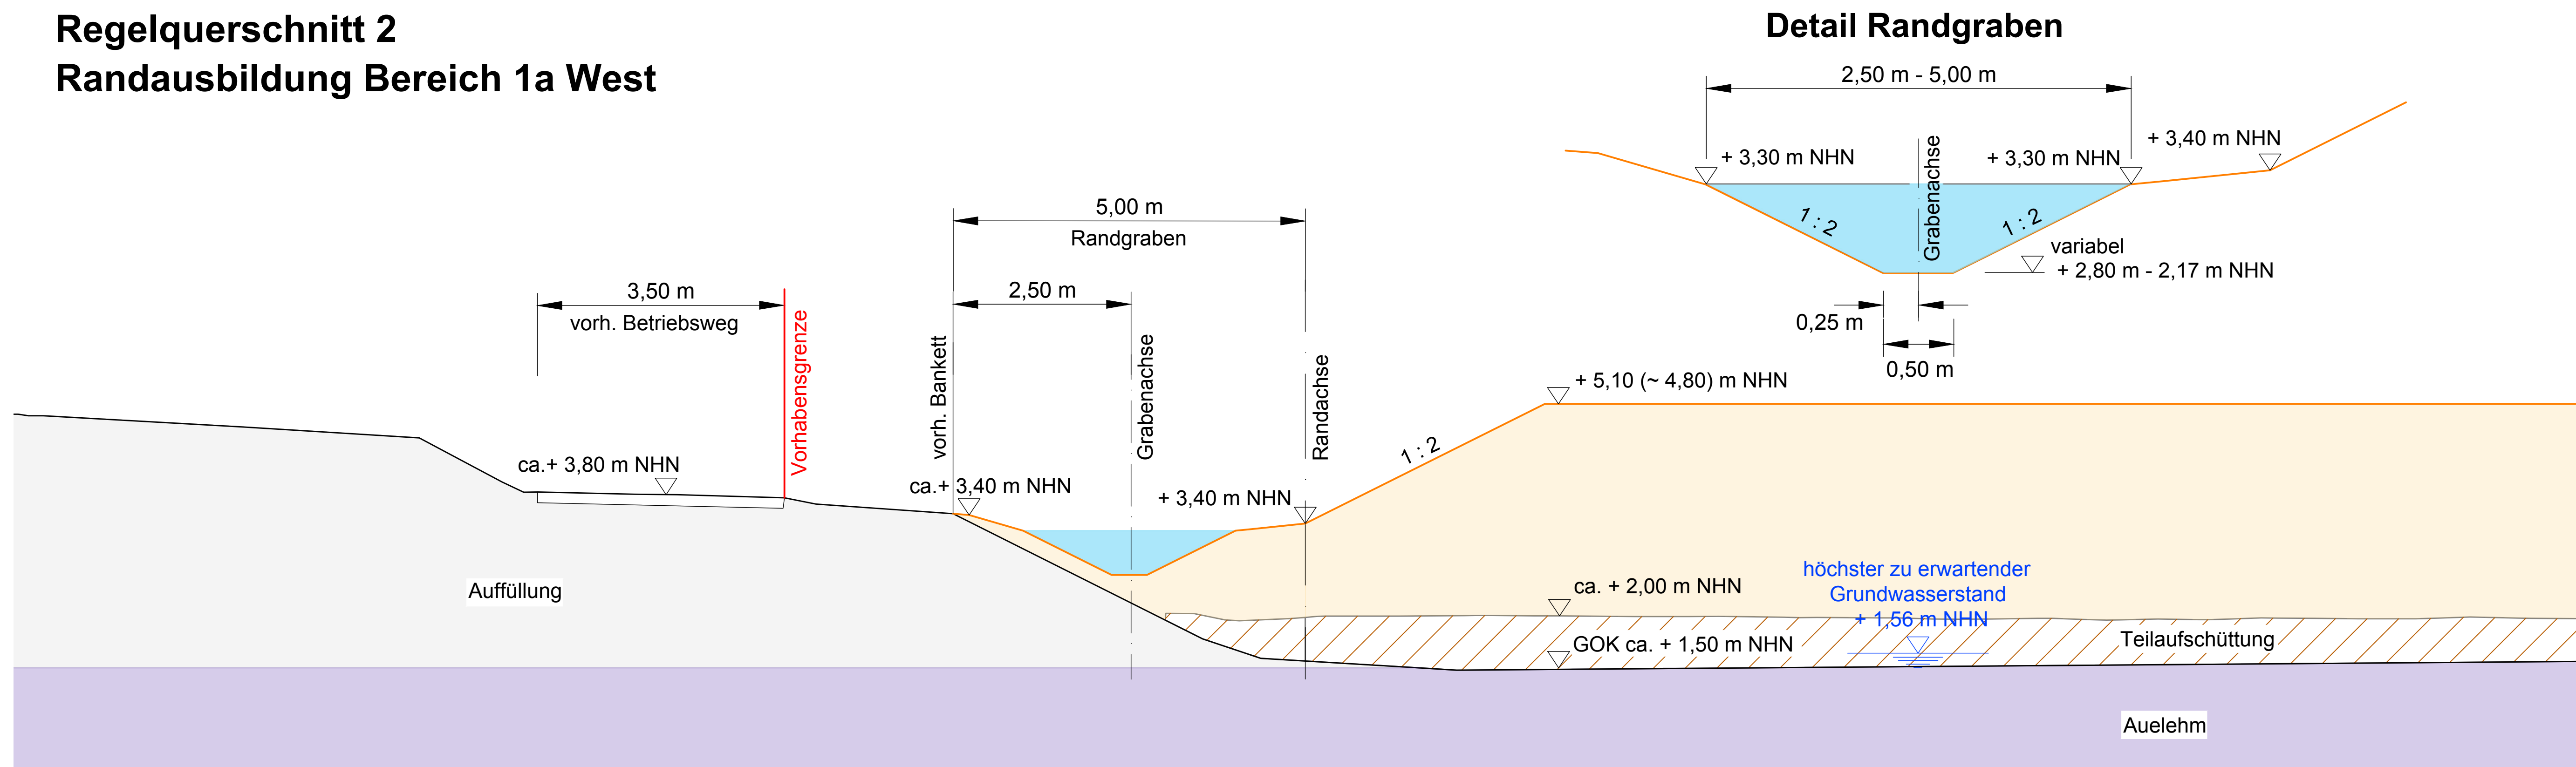 Regelquerschnitt 2
Randausbildung Bereich 1a West
Detail Randgraben
2,50 m - 5,00 m
+ 3,30 m NHN
Grabenachse
+ 3,30 m NHN
+ 3,40 m NHN
1 : 2
1 : 2
variabel
+ 2,80 m - 2,17 m NHN
0,25 m
0,50 m
5,00 m
Randgraben
3,50 m
vorh. Betriebsweg
Vorhabensgrenze
2,50 m
vorh. Bankett
Grabenachse
Randachse
ca.+ 3,80 m NHN
ca.+ 3,40 m NHN
+ 3,40 m NHN
1 : 2
+ 5,10 (~ 4,80) m NHN
Auffüllung
ca. + 2,00 m NHN
GOK ca. + 1,50 m NHN
höchster zu erwartender
Grundwasserstand
+ 1,56 m NHN
Teilaufschüttung
Auelehm